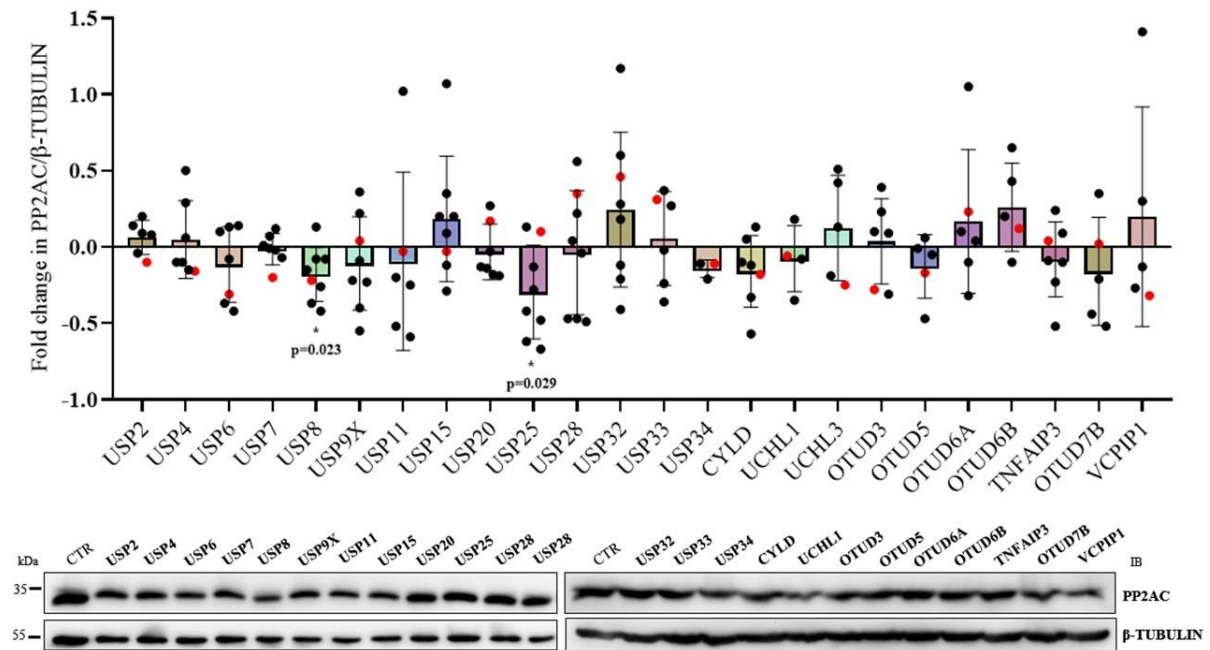 Fold change in PP2AC/β-TUBULIN
1.5
1.0
0.5
0.0
-0.5
-1.0
*
p=0.023
*
p=0.029
USP2 USP4 USP6 USP7 USP8 USP9X USP11 USP15 USP20 USP25 USP28 USP32 USP33 USP34 CYLD UCHL1 UCHL3 OTUD3 OTUD5 OTUD6A OTUD6B TNFAIP3 OTUD7B VCPIP1
kDa CTR USP2 USP4 USP6 USP7 USP8 USP9X USP11 USP15 USP20 USP25 USP28 USP28 CTR USP32 USP33 USP34 CYLD UCHL1 OTUD3 OTUD5 OTUD6A OTUD6B TNFAIP3 OTUD7B VCPIP1 IB
35 PP2AC
55 β-TUBULIN